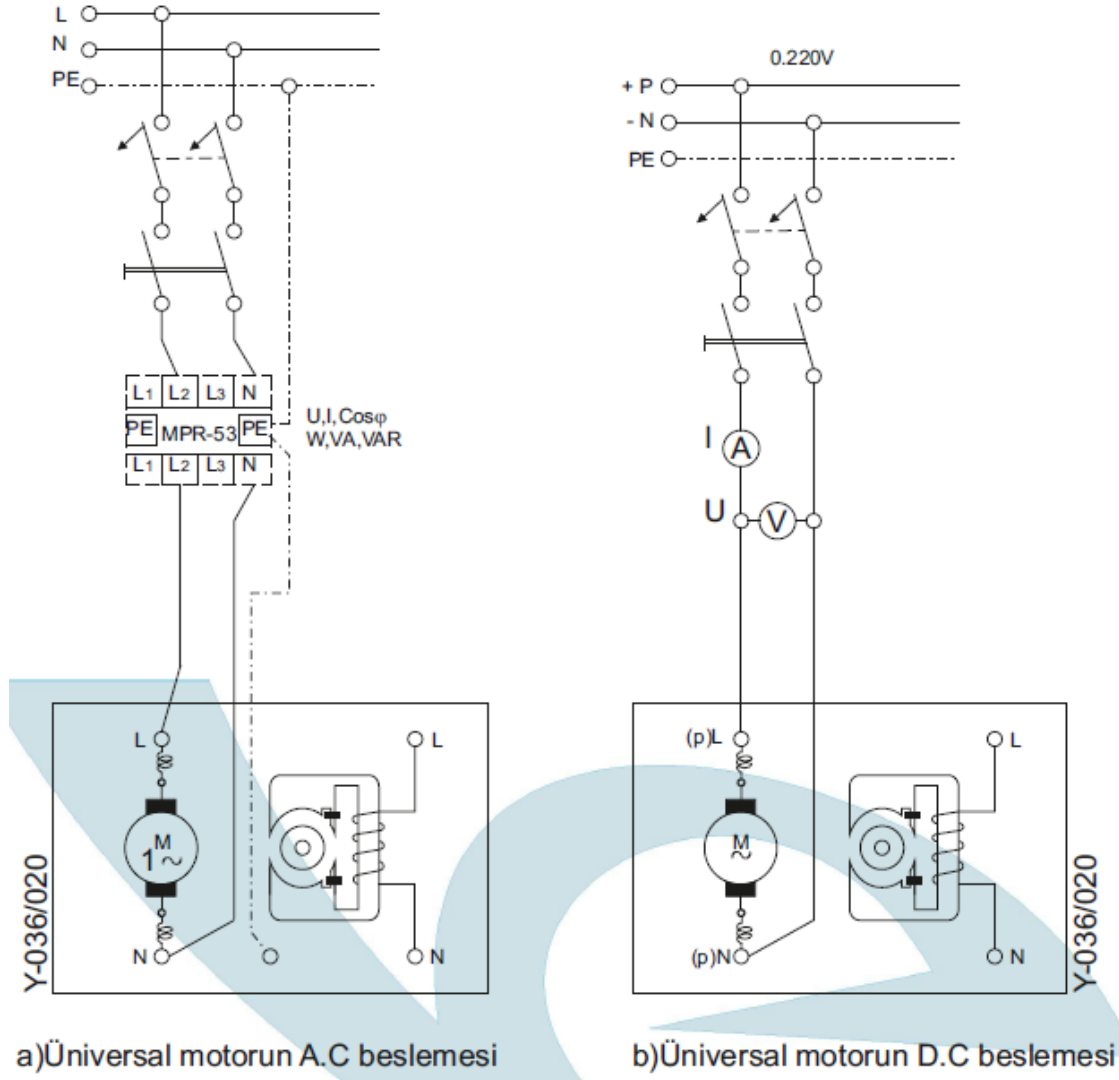 L
N
PE
L1 L2 L3 N
PE MPR-53 PE
L1 L2 L3 N
U,I,Cosφ
W,VA,VAR
L
L
M
1~
N
N
Y-036/020
a)Üniversal motorun A.C beslemesi
0.220V
+ P
- N
PE
I
A
U
V
(p)L
L
M
~
(p)N
N
Y-036/020
b)Üniversal motorun D.C beslemesi